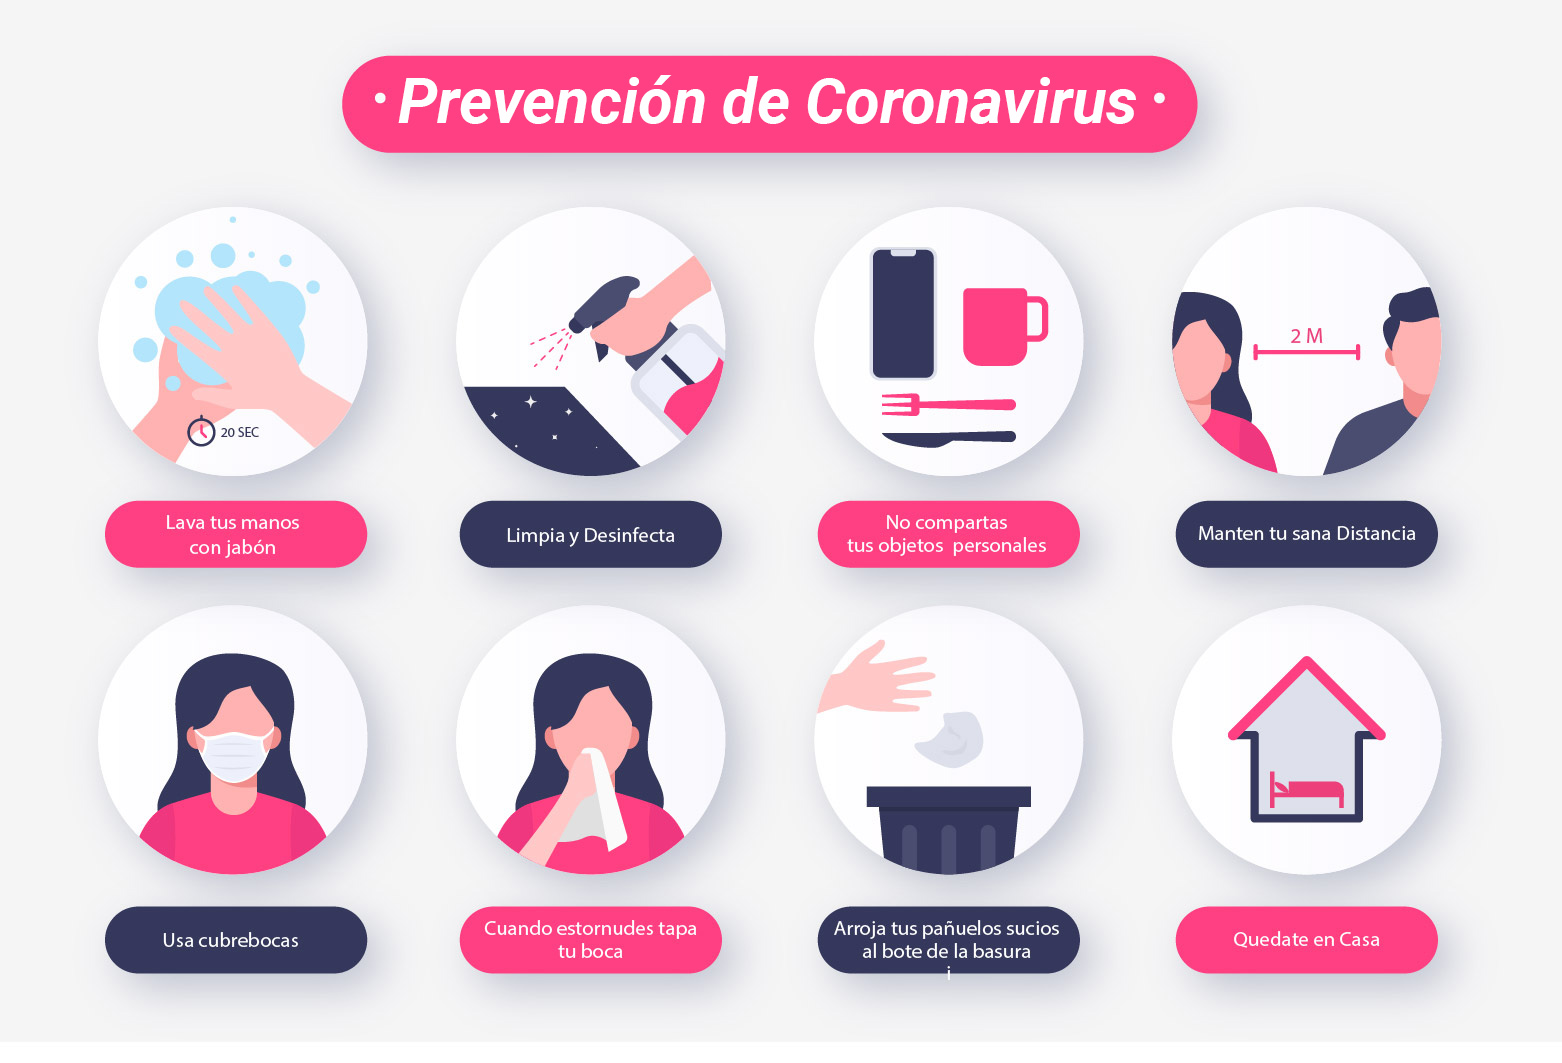 • Prevención de Coronavirus •
20 SEC
2 M
Lava tus manos
con jabón
Limpia y Desinfecta
No compartas
tus objetos personales
Manten tu sana Distancia
Usa cubrebocas
Cuando estornudes tapa
tu boca
Arroja tus pañuelos sucios
al bote de la basura
i
Quedate en Casa